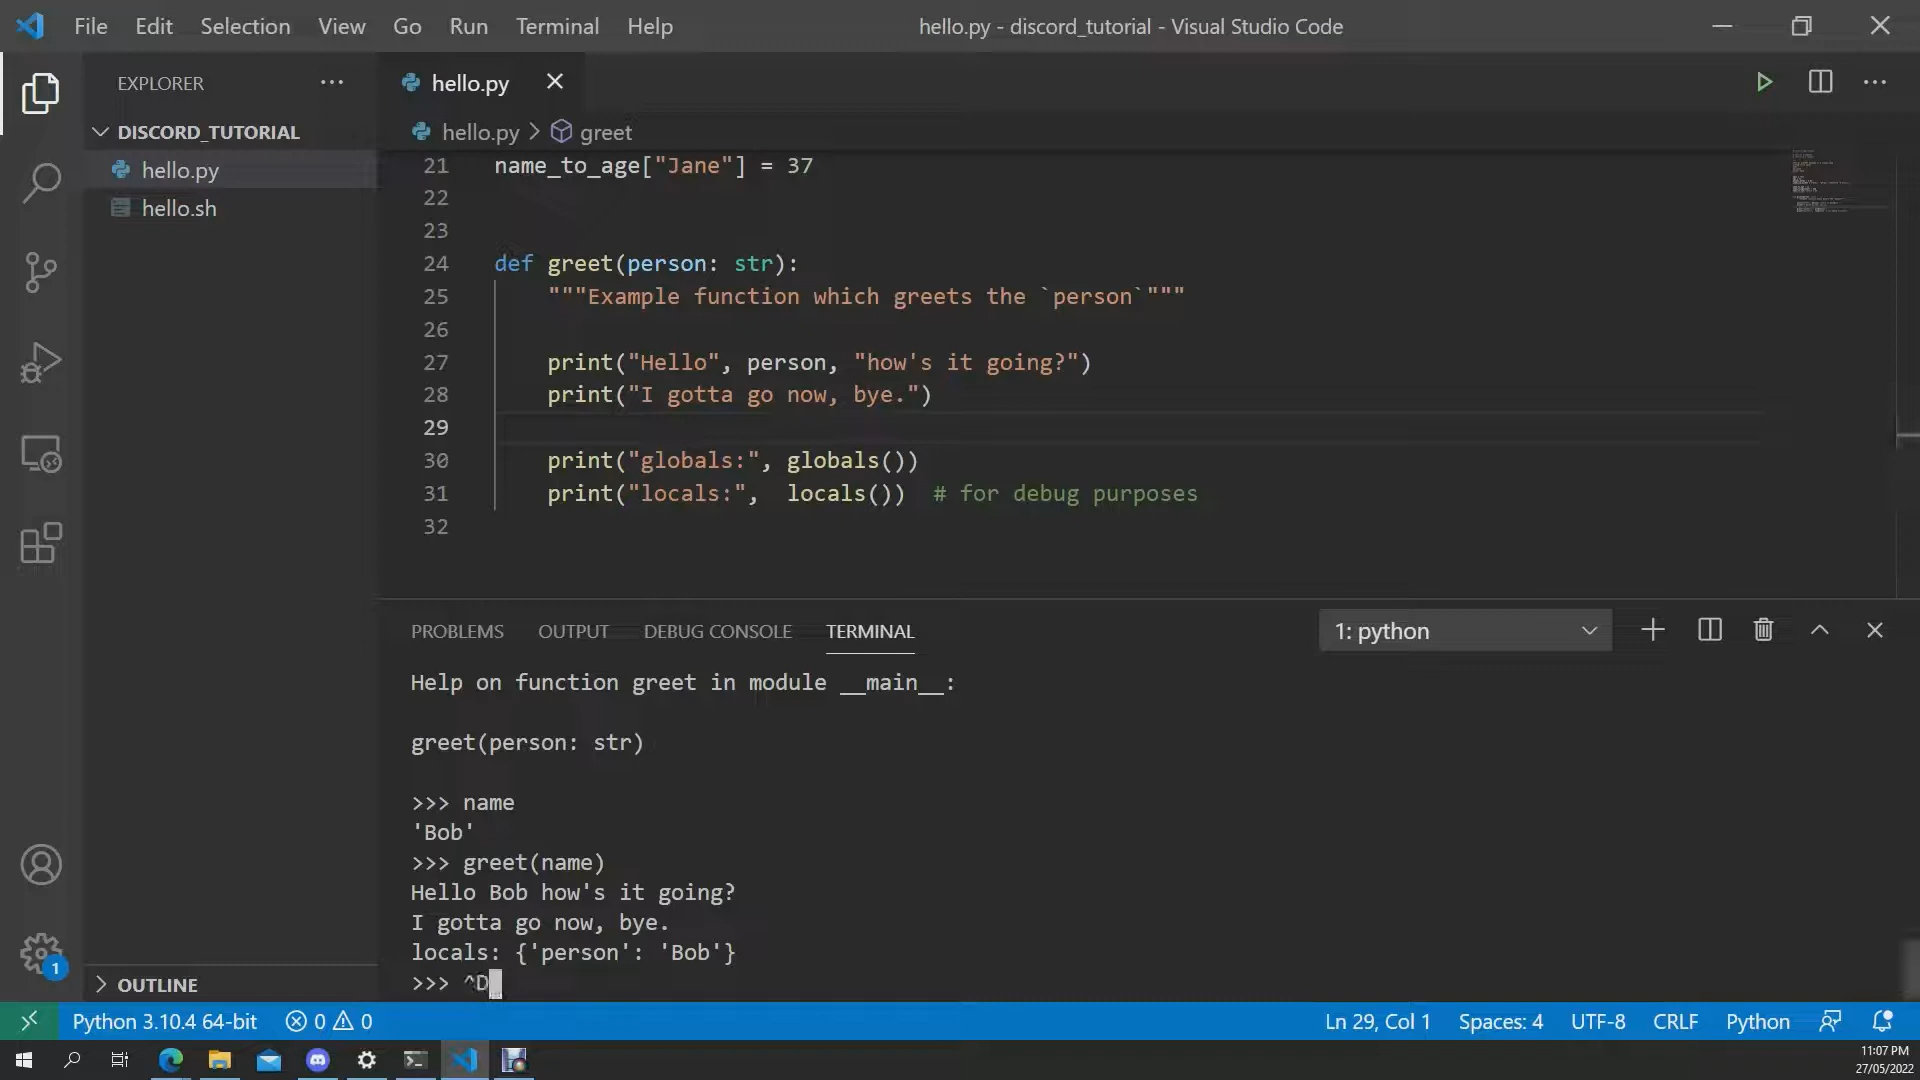 File Edit Selection View Go Run Terminal Help
hello.py - discord_tutorial - Visual Studio Code
EXPLORER
hello.py
DISCORD_TUTORIAL
hello.py > greet
hello.py
hello.sh
21 name_to_age["Jane"] = 37
22
23
24 def greet(person: str):
25 """Example function which greets the `person`"""
26
27 print("Hello", person, "how's it going?")
28 print("I gotta go now, bye.")
29
30 print("globals:", globals())
31 print("locals:",  locals())  # for debug purposes
32
PROBLEMS OUTPUT DEBUG CONSOLE TERMINAL
1: python
Help on function greet in module __main__:
greet(person: str)
>>> name
'Bob'
>>> greet(name)
Hello Bob how's it going?
I gotta go now, bye.
locals: {'person': 'Bob'}
>>> ^D
1
OUTLINE
Python 3.10.4 64-bit 0 0
Ln 29, Col 1 Spaces: 4 UTF-8 CRLF Python
11:07 PM
27/05/2022